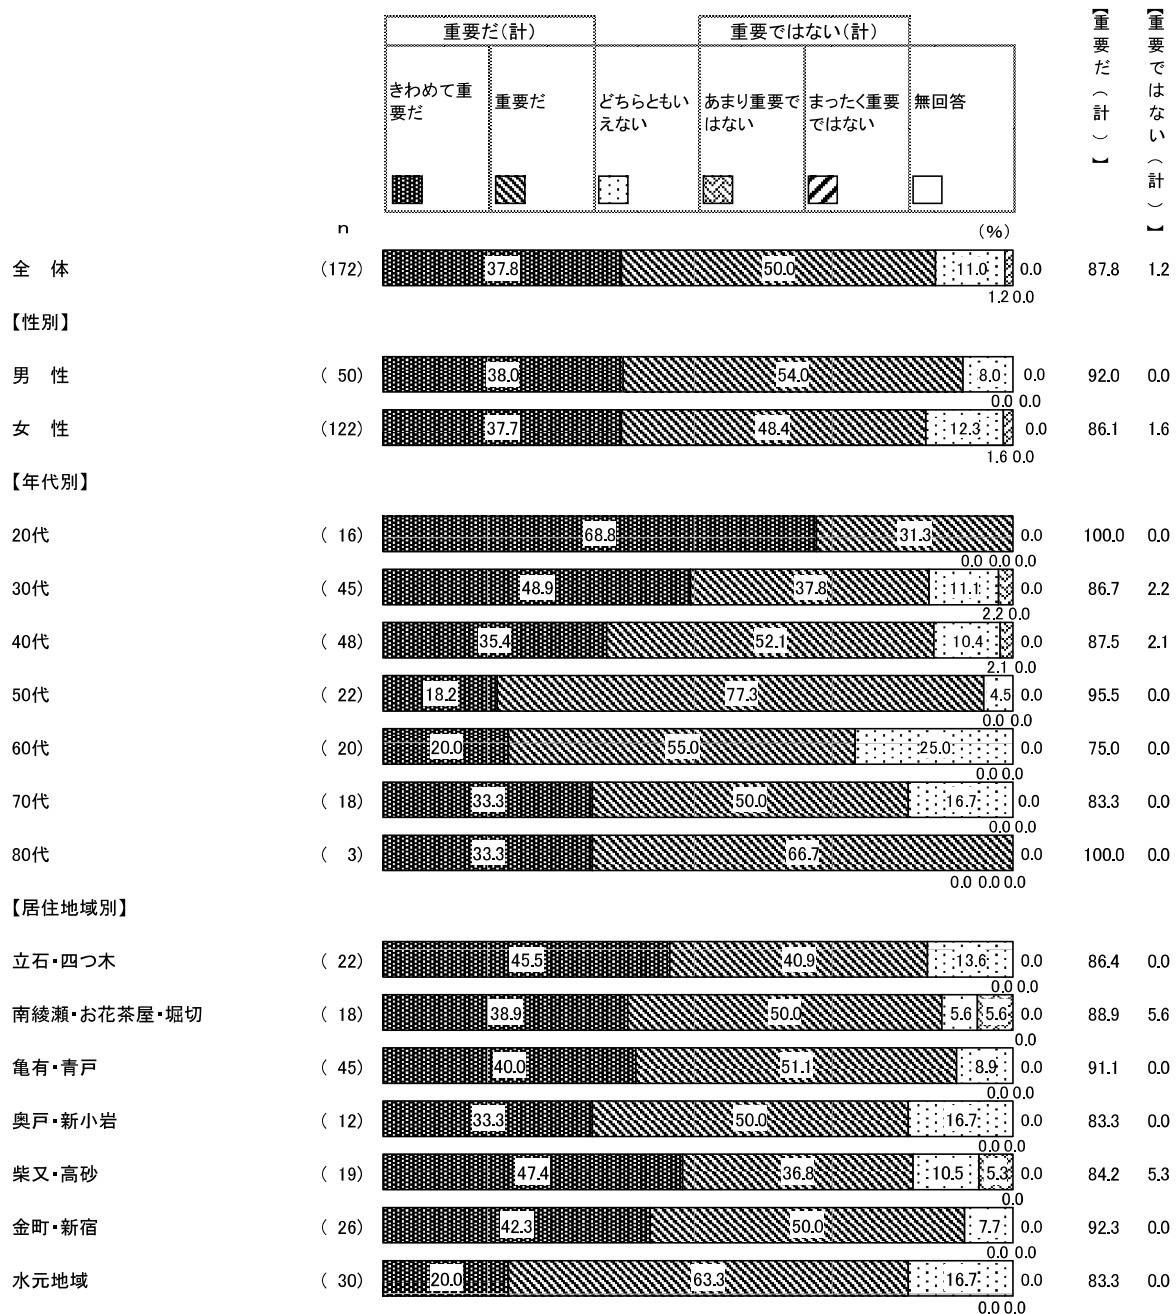 重要だ(計) 重要ではない(計)
きわめて重要だ 重要だ どちらともいえない あまり重要ではない まったく重要ではない 無回答
【重要だ(計)】
【重要ではない(計)】
n (%)
全 体 (172) 37.8 50.0 11.0 0.0 87.8 1.2
1.2 0.0
【性別】
男 性 ( 50) 38.0 54.0 8.0 0.0 92.0 0.0
0.0 0.0
女 性 (122) 37.7 48.4 12.3 0.0 86.1 1.6
1.6 0.0
【年代別】
20代 ( 16) 68.8 31.3 0.0 100.0 0.0
0.0 0.0 0.0
30代 ( 45) 48.9 37.8 11.1 0.0 86.7 2.2
2.2 0.0
40代 ( 48) 35.4 52.1 10.4 0.0 87.5 2.1
2.1 0.0
50代 ( 22) 18.2 77.3 4.5 0.0 95.5 0.0
0.0 0.0
60代 ( 20) 20.0 55.0 25.0 0.0 75.0 0.0
0.0 0.0
70代 ( 18) 33.3 50.0 16.7 0.0 83.3 0.0
0.0 0.0
80代 ( 3) 33.3 66.7 0.0 100.0 0.0
0.0 0.0 0.0
【居住地域別】
立石・四つ木 ( 22) 45.5 40.9 13.6 0.0 86.4 0.0
0.0 0.0
南綾瀬・お花茶屋・堀切 ( 18) 38.9 50.0 5.6 5.6 0.0 88.9 5.6
0.0
亀有・青戸 ( 45) 40.0 51.1 8.9 0.0 91.1 0.0
0.0 0.0
奥戸・新小岩 ( 12) 33.3 50.0 16.7 0.0 83.3 0.0
0.0 0.0
柴又・高砂 ( 19) 47.4 36.8 10.5 5.3 0.0 84.2 5.3
0.0
金町・新宿 ( 26) 42.3 50.0 7.7 0.0 92.3 0.0
0.0 0.0
水元地域 ( 30) 20.0 63.3 16.7 0.0 83.3 0.0
0.0 0.0